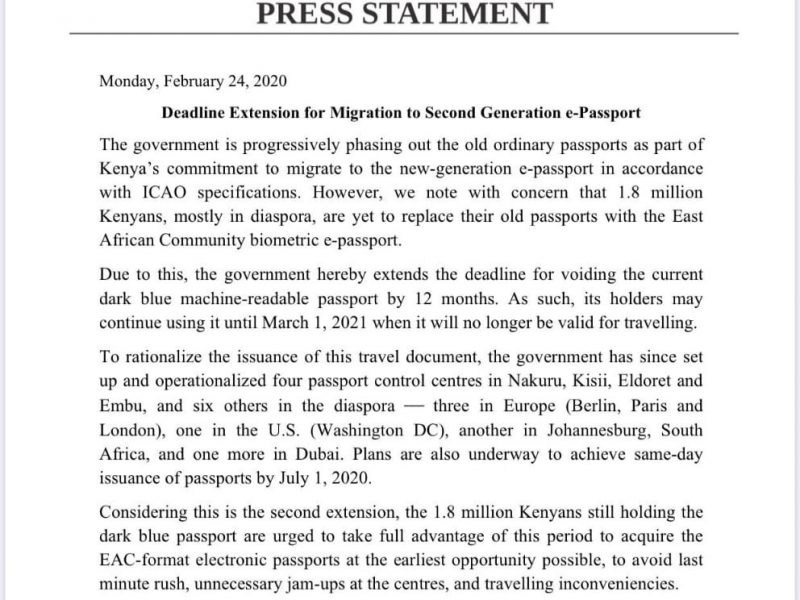 PRESS STATEMENT
Monday, February 24, 2020
Deadline Extension for Migration to Second Generation e-Passport
The government is progressively phasing out the old ordinary passports as part of
Kenya’s commitment to migrate to the new-generation e-passport in accordance
with ICAO specifications. However, we note with concern that 1.8 million
Kenyans, mostly in diaspora, are yet to replace their old passports with the East
African Community biometric e-passport.
Due to this, the government hereby extends the deadline for voiding the current
dark blue machine-readable passport by 12 months. As such, its holders may
continue using it until March 1, 2021 when it will no longer be valid for travelling.
To rationalize the issuance of this travel document, the government has since set
up and operationalized four passport control centres in Nakuru, Kisii, Eldoret and
Embu, and six others in the diaspora — three in Europe (Berlin, Paris and
London), one in the U.S. (Washington DC), another in Johannesburg, South
Africa, and one more in Dubai. Plans are also underway to achieve same-day
issuance of passports by July 1, 2020.
Considering this is the second extension, the 1.8 million Kenyans still holding the
dark blue passport are urged to take full advantage of this period to acquire the
EAC-format electronic passports at the earliest opportunity possible, to avoid last
minute rush, unnecessary jam-ups at the centres, and travelling inconveniencies.